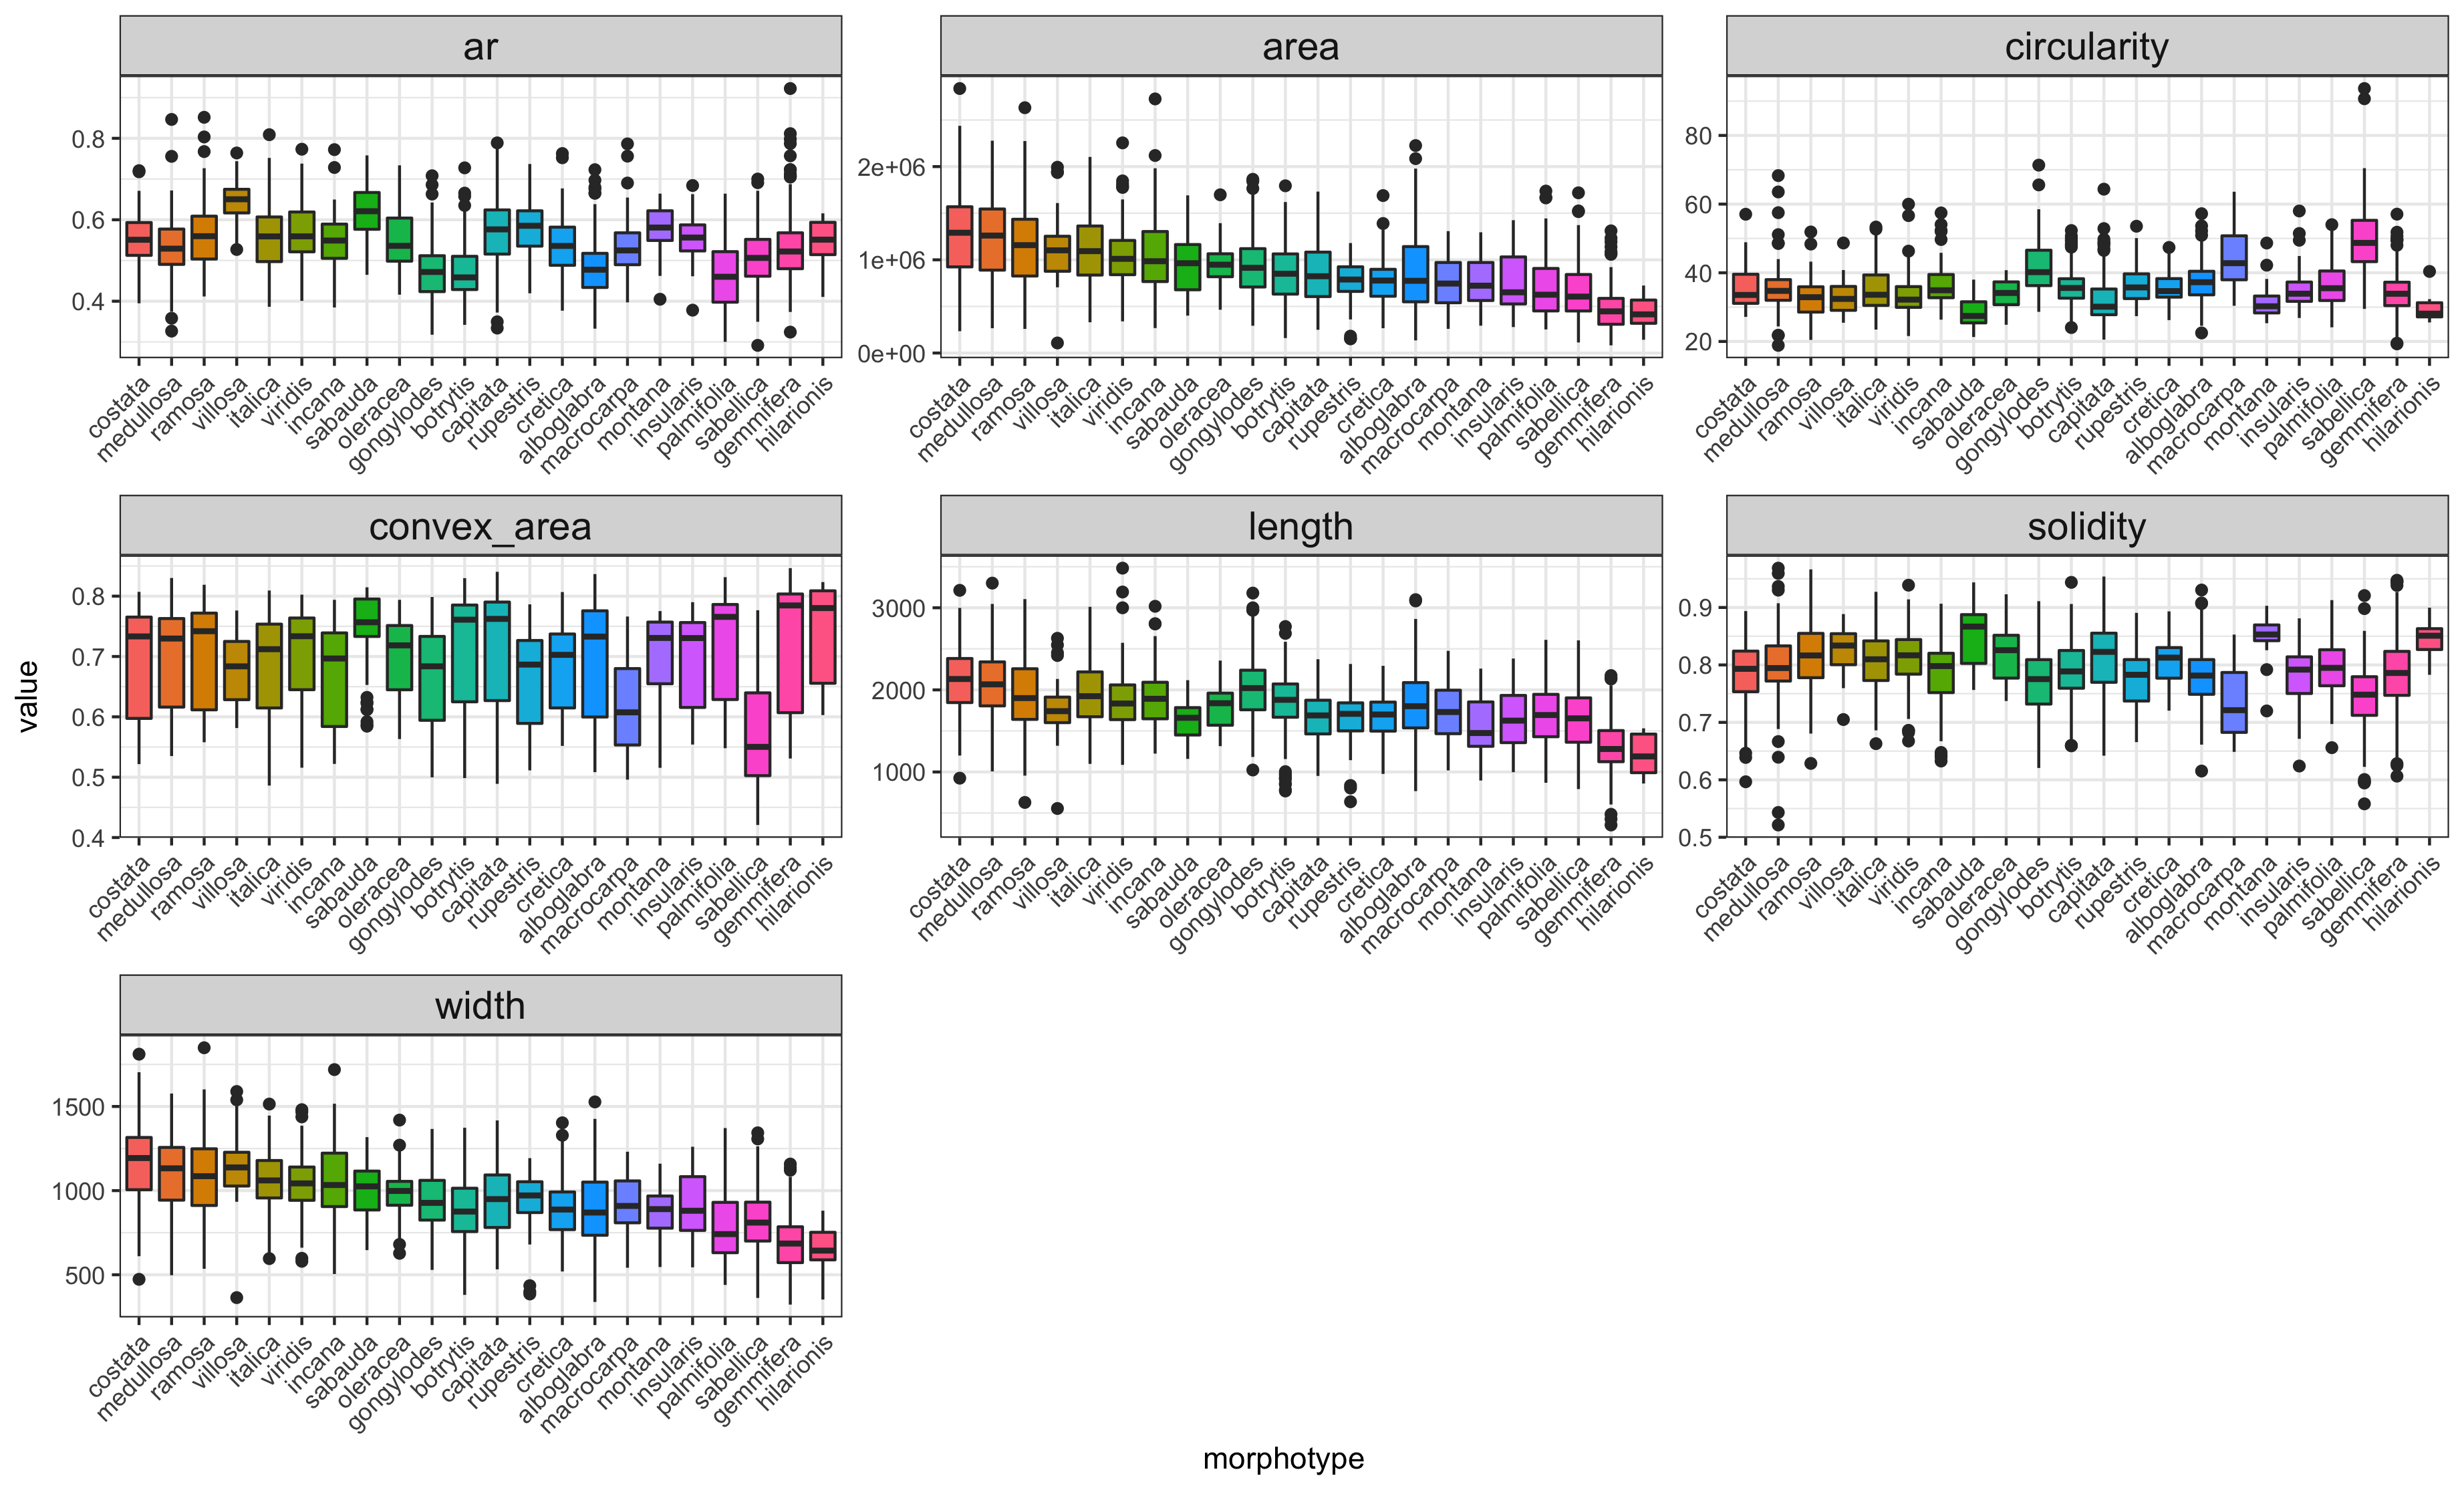 ar
area
circularity
0.8
0.6
0.4
2e+06
1e+06
0e+00
80
60
40
20
costata
medullosa
ramosa
villosa
italica
viridis
incana
sabauda
oleracea
gongylodes
botrytis
capitata
rupestris
cretica
alboglabra
macrocarpa
montana
insularis
palmifolia
sabellica
gemmifera
hilarionis
costata
medullosa
ramosa
villosa
italica
viridis
incana
sabauda
oleracea
gongylodes
botrytis
capitata
rupestris
cretica
alboglabra
macrocarpa
montana
insularis
palmifolia
sabellica
gemmifera
hilarionis
costata
medullosa
ramosa
villosa
italica
viridis
incana
sabauda
oleracea
gongylodes
botrytis
capitata
rupestris
cretica
alboglabra
macrocarpa
montana
insularis
palmifolia
sabellica
gemmifera
hilarionis
convex_area
length
solidity
value
0.8
0.7
0.6
0.5
0.4
3000
2000
1000
0.9
0.8
0.7
0.6
0.5
costata
medullosa
ramosa
villosa
italica
viridis
incana
sabauda
oleracea
gongylodes
botrytis
capitata
rupestris
cretica
alboglabra
macrocarpa
montana
insularis
palmifolia
sabellica
gemmifera
hilarionis
costata
medullosa
ramosa
villosa
italica
viridis
incana
sabauda
oleracea
gongylodes
botrytis
capitata
rupestris
cretica
alboglabra
macrocarpa
montana
insularis
palmifolia
sabellica
gemmifera
hilarionis
costata
medullosa
ramosa
villosa
italica
viridis
incana
sabauda
oleracea
gongylodes
botrytis
capitata
rupestris
cretica
alboglabra
macrocarpa
montana
insularis
palmifolia
sabellica
gemmifera
hilarionis
width
1500
1000
500
costata
medullosa
ramosa
villosa
italica
viridis
incana
sabauda
oleracea
gongylodes
botrytis
capitata
rupestris
cretica
alboglabra
macrocarpa
montana
insularis
palmifolia
sabellica
gemmifera
hilarionis
morphotype